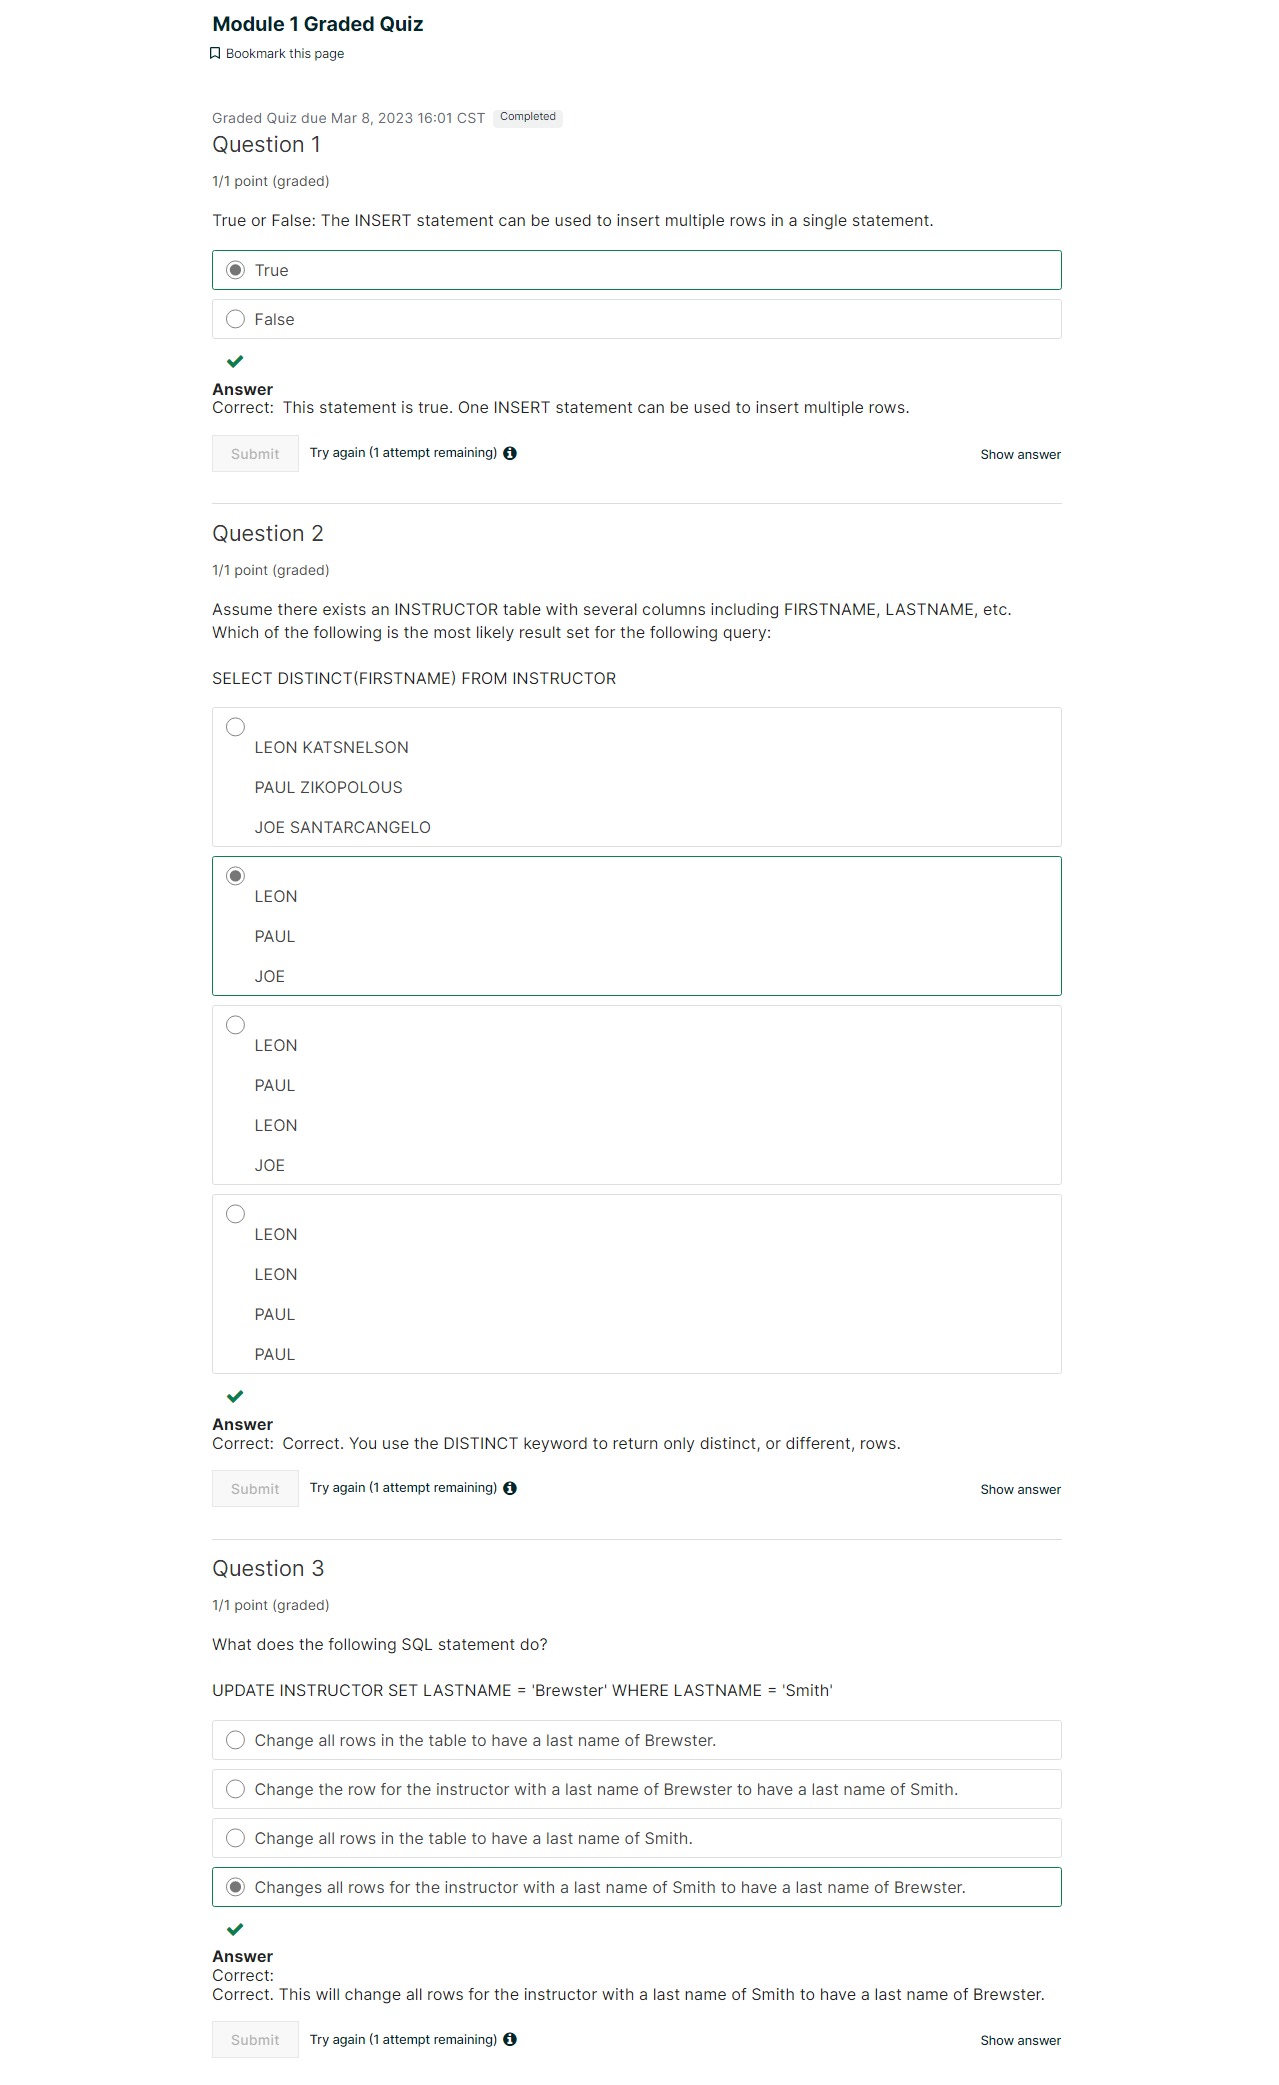 Module 1 Graded Quiz
Bookmark this page
Graded Quiz due Mar 8, 2023 16:01 CST Completed
Question 1
1/1 point (graded)
True or False: The INSERT statement can be used to insert multiple rows in a single statement.
True
False
Answer
Correct: This statement is true. One INSERT statement can be used to insert multiple rows.
Submit Try again (1 attempt remaining) Show answer
Question 2
1/1 point (graded)
Assume there exists an INSTRUCTOR table with several columns including FIRSTNAME, LASTNAME, etc.
Which of the following is the most likely result set for the following query:
SELECT DISTINCT(FIRSTNAME) FROM INSTRUCTOR
LEON KATSNELSON
PAUL ZIKOPOLOUS
JOE SANTARCANGELO
LEON
PAUL
JOE
LEON
PAUL
LEON
JOE
LEON
LEON
PAUL
PAUL
Answer
Correct: Correct. You use the DISTINCT keyword to return only distinct, or different, rows.
Submit Try again (1 attempt remaining) Show answer
Question 3
1/1 point (graded)
What does the following SQL statement do?
UPDATE INSTRUCTOR SET LASTNAME = 'Brewster' WHERE LASTNAME = 'Smith'
Change all rows in the table to have a last name of Brewster.
Change the row for the instructor with a last name of Brewster to have a last name of Smith.
Change all rows in the table to have a last name of Smith.
Changes all rows for the instructor with a last name of Smith to have a last name of Brewster.
Answer
Correct:
Correct. This will change all rows for the instructor with a last name of Smith to have a last name of Brewster.
Submit Try again (1 attempt remaining) Show answer